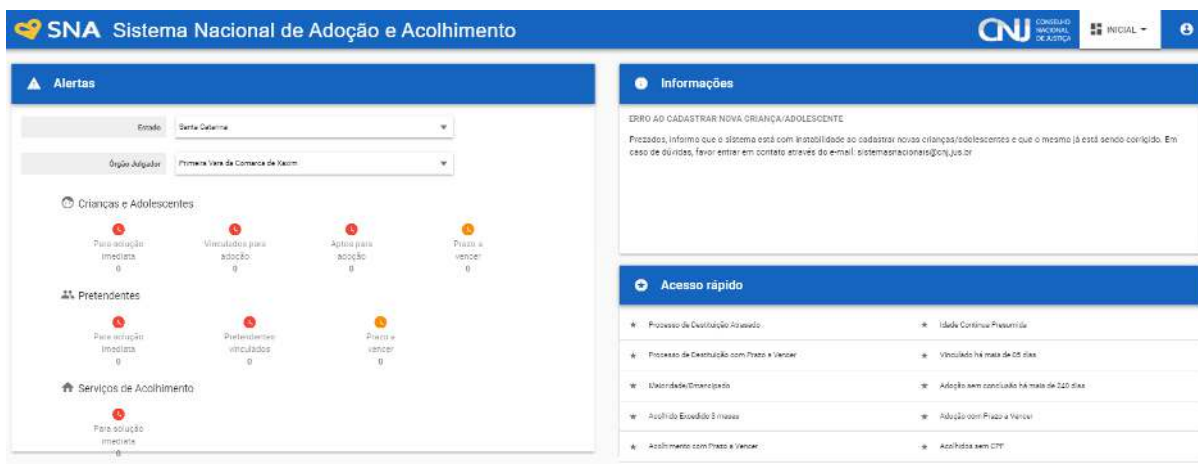 SNA Sistema Nacional de Adoção e Acolhimento
CNJ CONSELHO NACIONAL DE JUSTIÇA
INICIAL
Alertas
Estado Santa Catarina
Órgão Julgador Primeira Vara da Comarca de Xaxim
Crianças e Adolescentes
Para solução imediata
0
Vinculados para adoção
0
Aptos para adoção
0
Prazo a vencer
0
Pretendentes
Para solução imediata
0
Pretendentes vinculados
0
Prazo a vencer
0
Serviços de Acolhimento
Para solução imediata
0
Informações
ERRO AO CADASTRAR NOVA CRIANÇA/ADOLESCENTE
Prezados, informo que o sistema está com instabilidade ao cadastrar novas crianças/adolescentes e que o mesmo já está sendo corrigido. Em
caso de dúvidas, favor entrar em contato através do e-mail: sistemasnacionais@cnj.jus.br
Acesso rápido
Processo de Destituição Atrasado
Idade Continua Presumida
Processo de Destituição com Prazo a Vencer
Vinculado há mais de 05 dias
Maioridade/Emancipado
Adoção sem conclusão há mais de 240 dias
Acolhido Excedido 3 meses
Adoção com Prazo a Vencer
Acolhimento com Prazo a Vencer
Acolhidos sem CPF